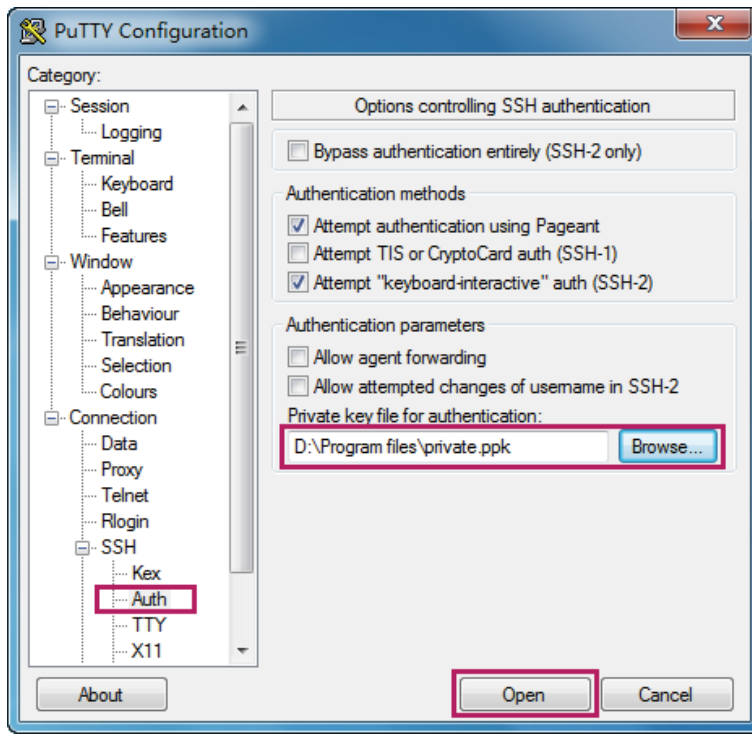 PuTTY Configuration
Category:
Session
Logging
Terminal
Keyboard
Bell
Features
Window
Appearance
Behaviour
Translation
Selection
Colours
Connection
Data
Proxy
Telnet
Rlogin
SSH
Kex
Auth
TTY
X11
Options controlling SSH authentication
Bypass authentication entirely (SSH-2 only)
Authentication methods
Attempt authentication using Pageant
Attempt TIS or CryptoCard auth (SSH-1)
Attempt "keyboard-interactive" auth (SSH-2)
Authentication parameters
Allow agent forwarding
Allow attempted changes of username in SSH-2
Private key file for authentication:
D:\Program files\private.ppk Browse...
About Open Cancel